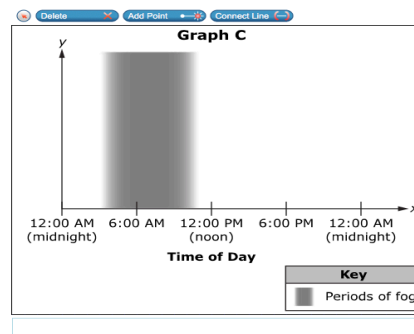 Delete Add Point Connect Line
Graph C
y
x
12:00 AM 6:00 AM 12:00 PM 6:00 PM 12:00 AM
(midnight) (noon) (midnight)
Time of Day
Key
Periods of fog